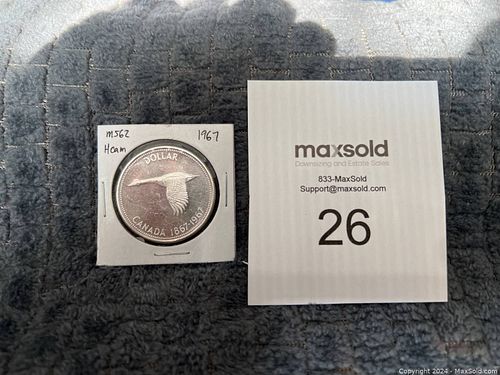 MS62 1967
Heam
DOLLAR
CANADA 1867-1967
maxsold
Downsizing and Estate Sales
833-MaxSold
Support@maxsold.com
26
Copyright 2024 - MaxSold.com